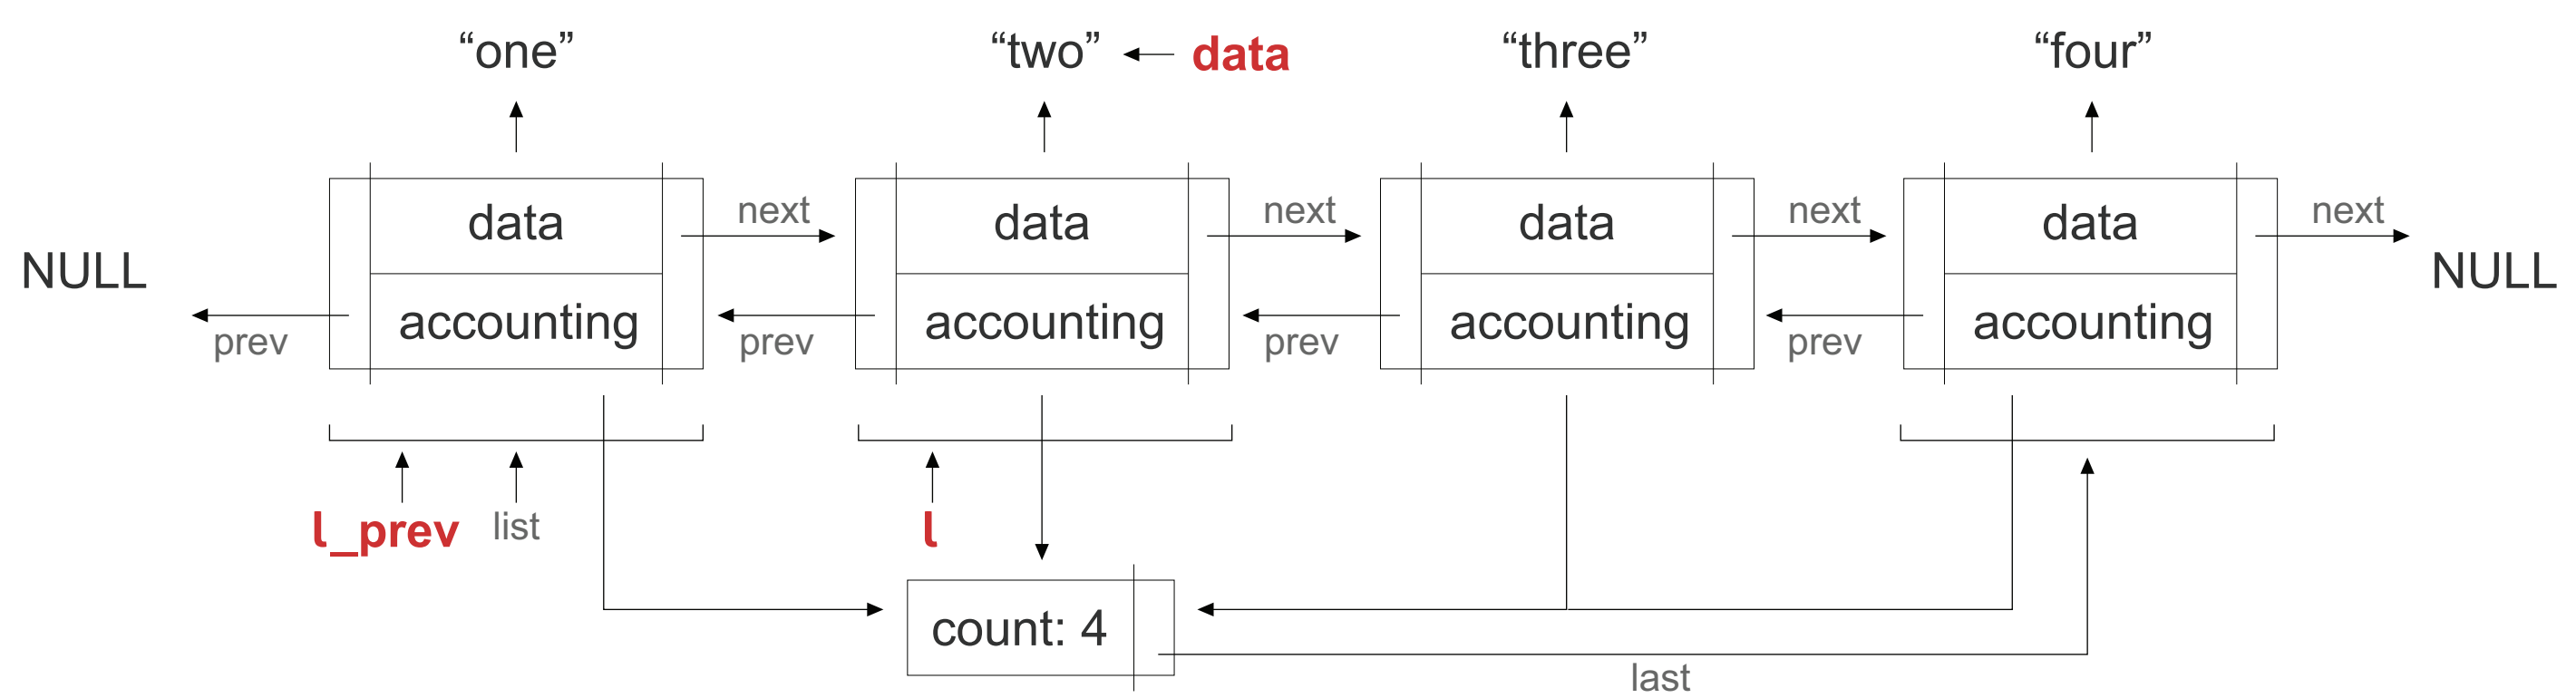 “one”
“two”
data
“three”
“four”
data
next
data
next
data
next
data
next
NULL
NULL
accounting
accounting
accounting
accounting
prev
prev
prev
prev
l_prev
list
l
count: 4
last